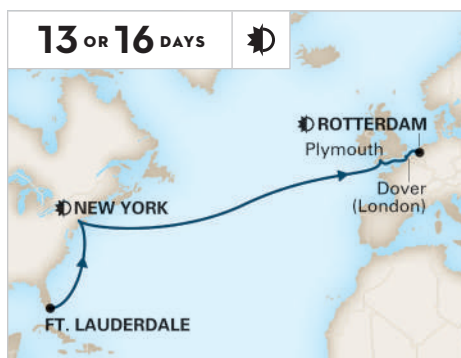 13 OR 16 DAYS
ROTTERDAM
Plymouth
Dover
(London)
NEW YORK
FT. LAUDERDALE